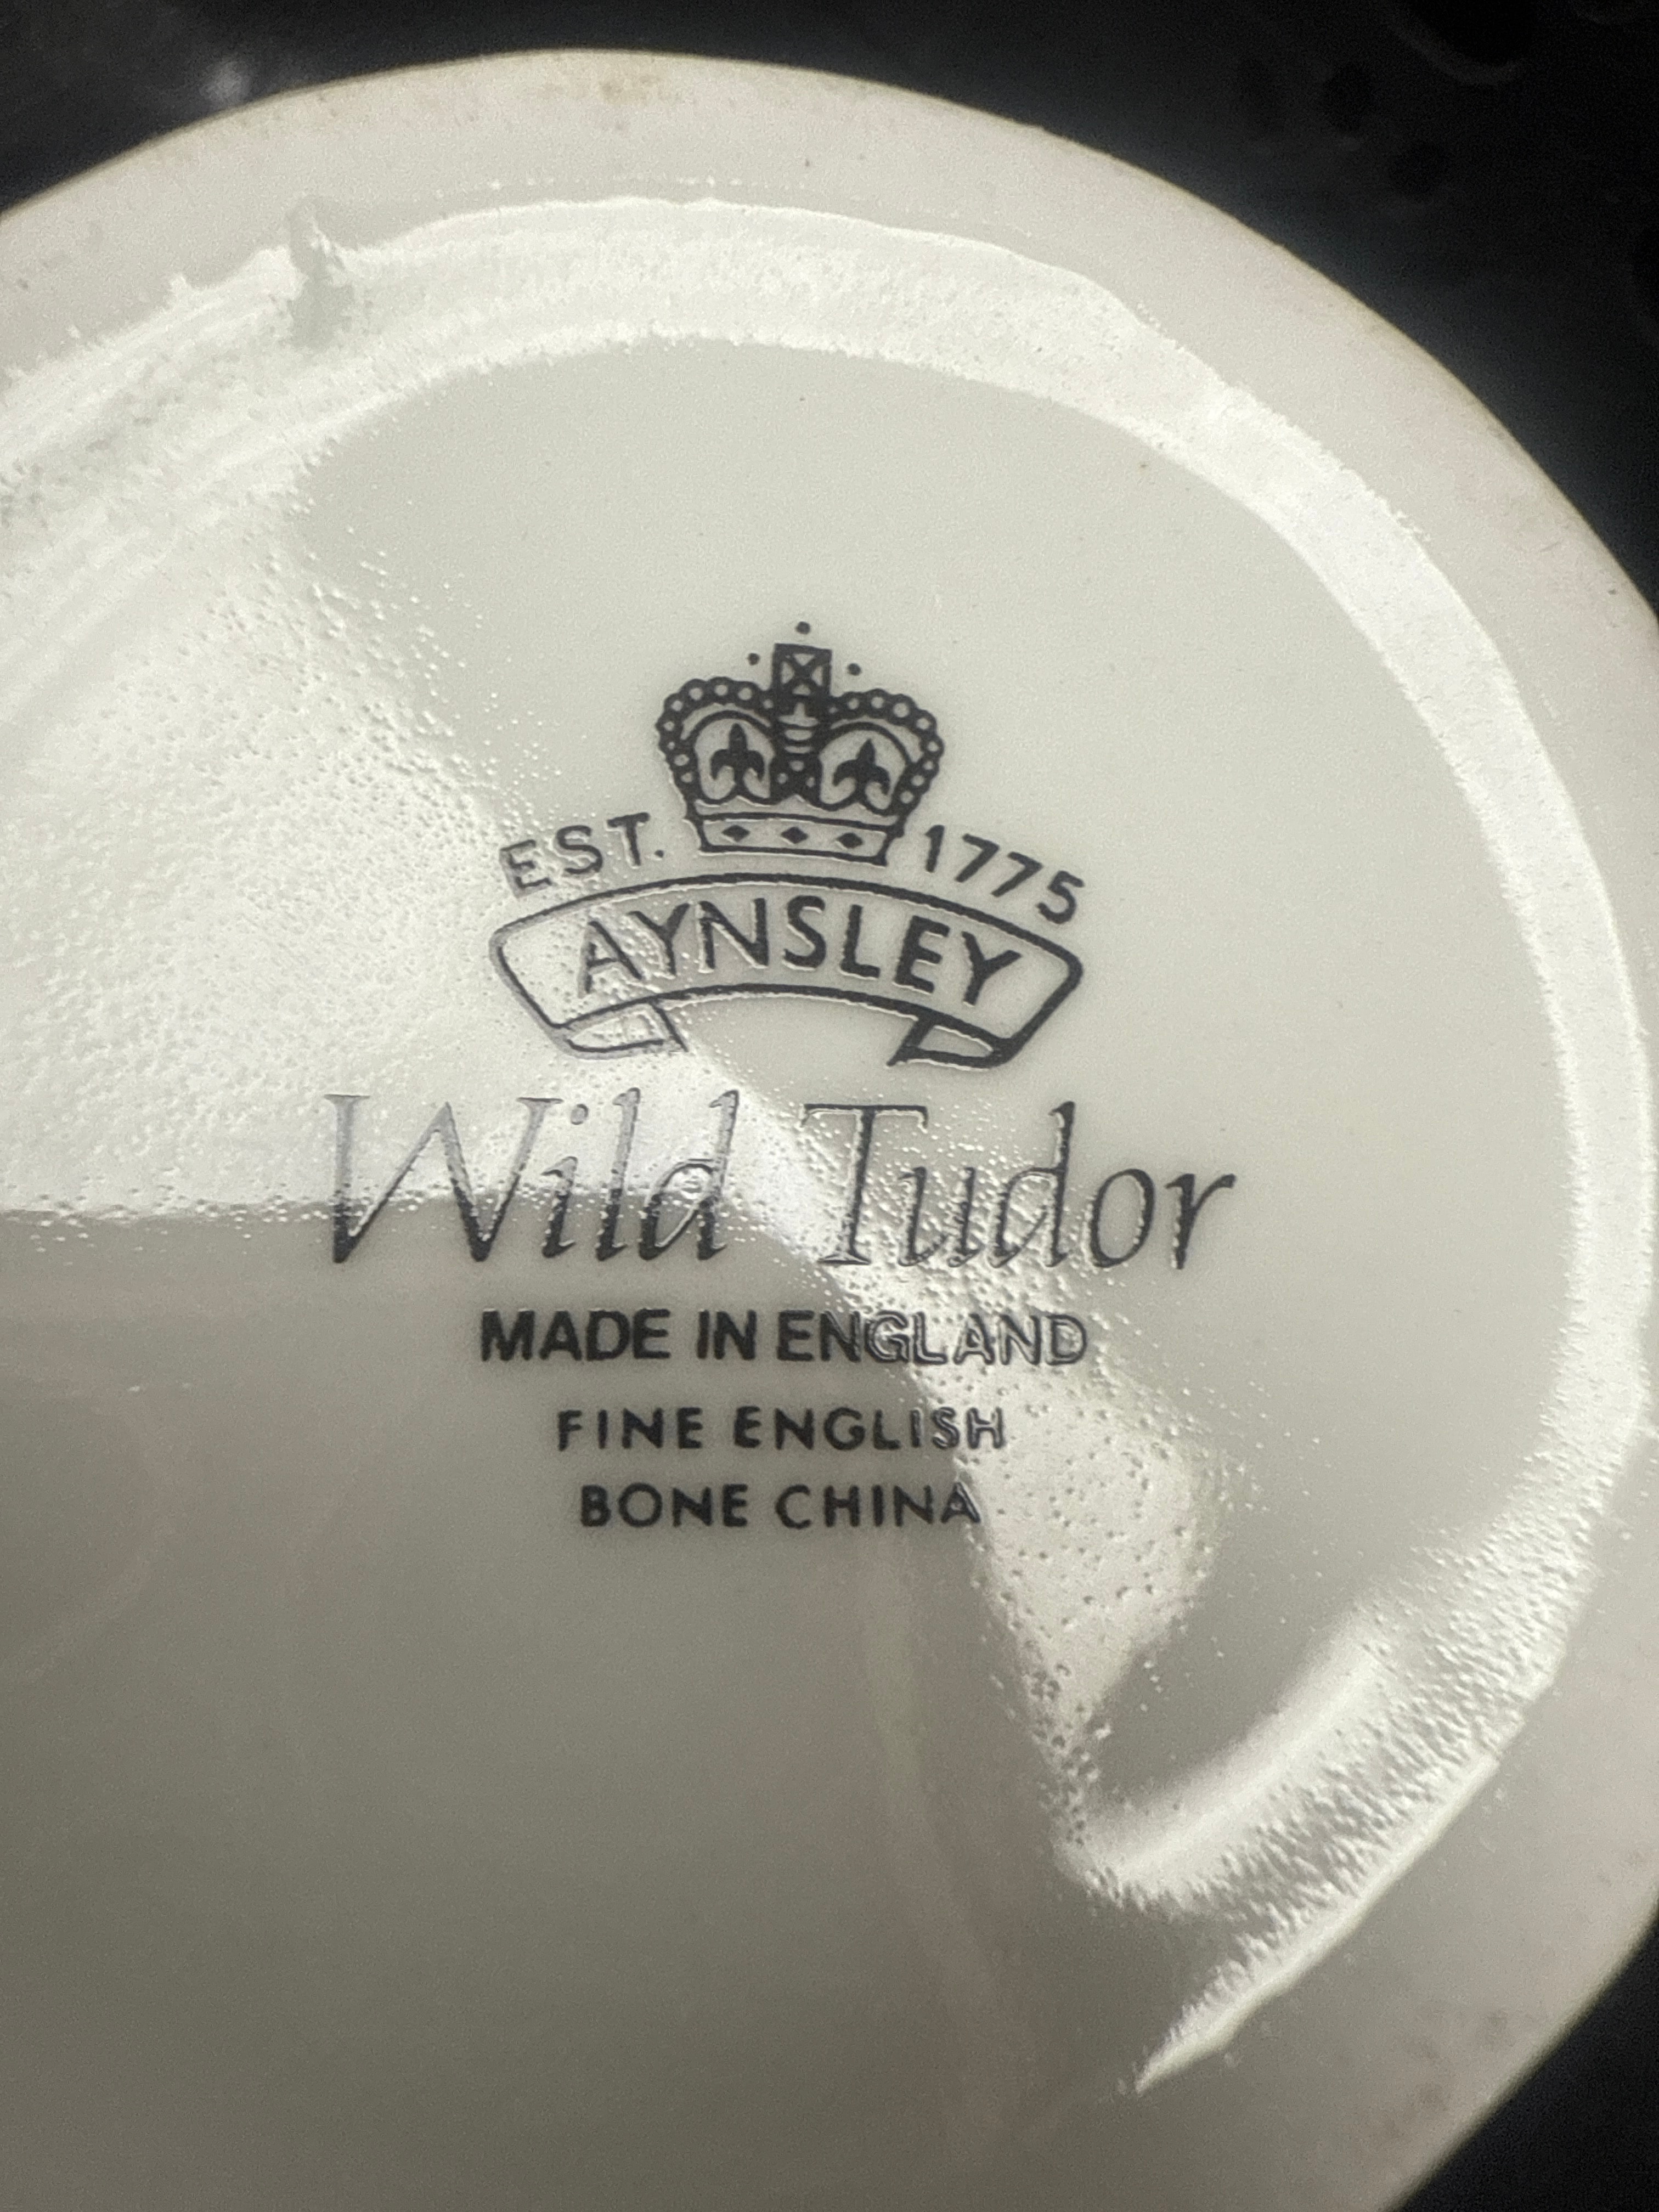 EST. 1775
AYNSLEY
Wild Tudor
MADE IN ENGLAND
FINE ENGLISH
BONE CHINA